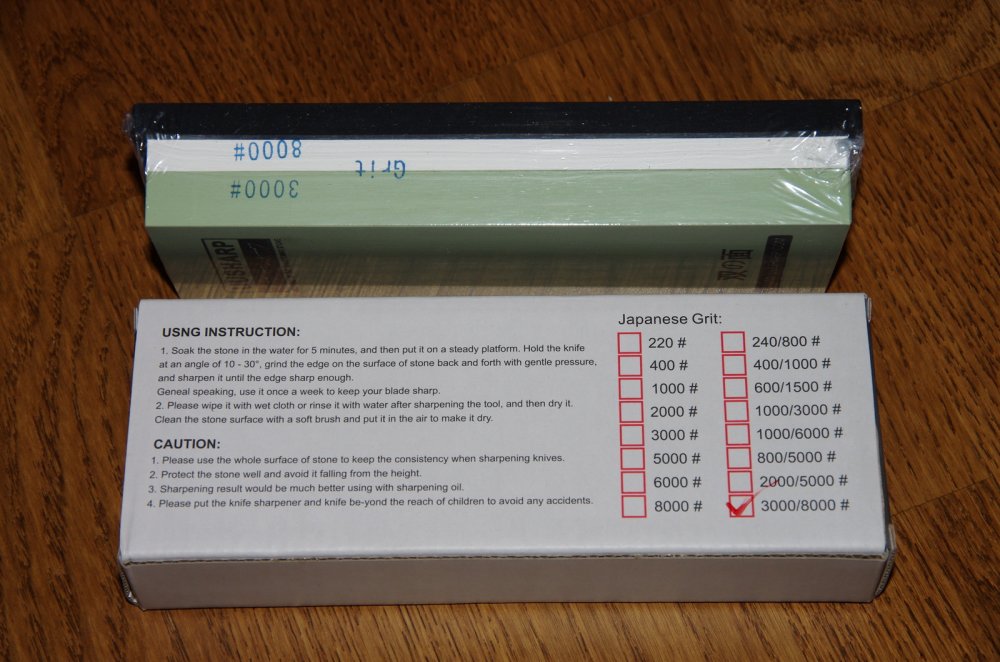 8000#
Grit
3000#
USHARP
双の面
USNG INSTRUCTION:
1. Soak the stone in the water for 5 minutes, and then put it on a steady platform. Hold the knife
at an angle of 10 - 30°, grind the edge on the surface of stone back and forth with gentle pressure,
and sharpen it until the edge sharp enough.
Geneal speaking, use it once a week to keep your blade sharp.
2. Please wipe it with wet cloth or rinse it with water after sharpening the tool, and then dry it.
Clean the stone surface with a soft brush and put it in the air to make it dry.
CAUTION:
1. Please use the whole surface of stone to keep the consistency when sharpening knives.
2. Protect the stone well and avoid it falling from the height.
3. Sharpening result would be much better using with sharpening oil.
4. Please put the knife sharpener and knife be-yond the reach of children to avoid any accidents.
Japanese Grit:
220 #
400 #
1000 #
2000 #
3000 #
5000 #
6000 #
8000 #
240/800 #
400/1000 #
600/1500 #
1000/3000 #
1000/6000 #
800/5000 #
2000/5000 #
3000/8000 #